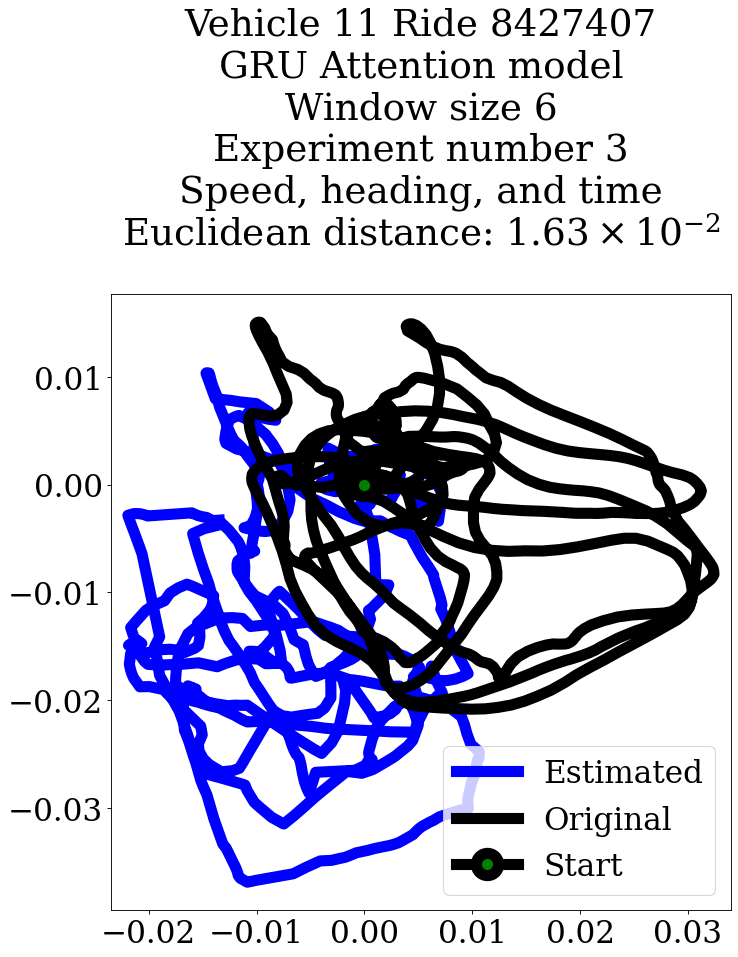 Vehicle 11 Ride 8427407
GRU Attention model
Window size 6
Experiment number 3
Speed, heading, and time
Euclidean distance: 1.63 × 10⁻²
0.01
0.00
−0.01
−0.02
−0.03
Estimated
Original
Start
−0.02 −0.01 0.00 0.01 0.02 0.03